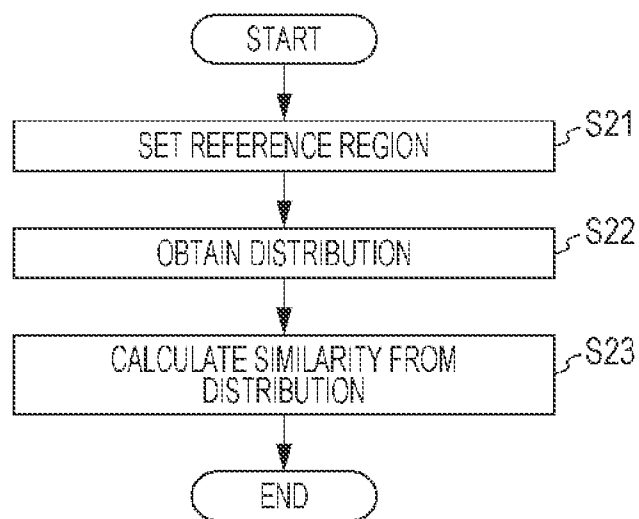 START
SET REFERENCE REGION
S21
OBTAIN DISTRIBUTION
S22
CALCULATE SIMILARITY FROM
DISTRIBUTION
S23
END